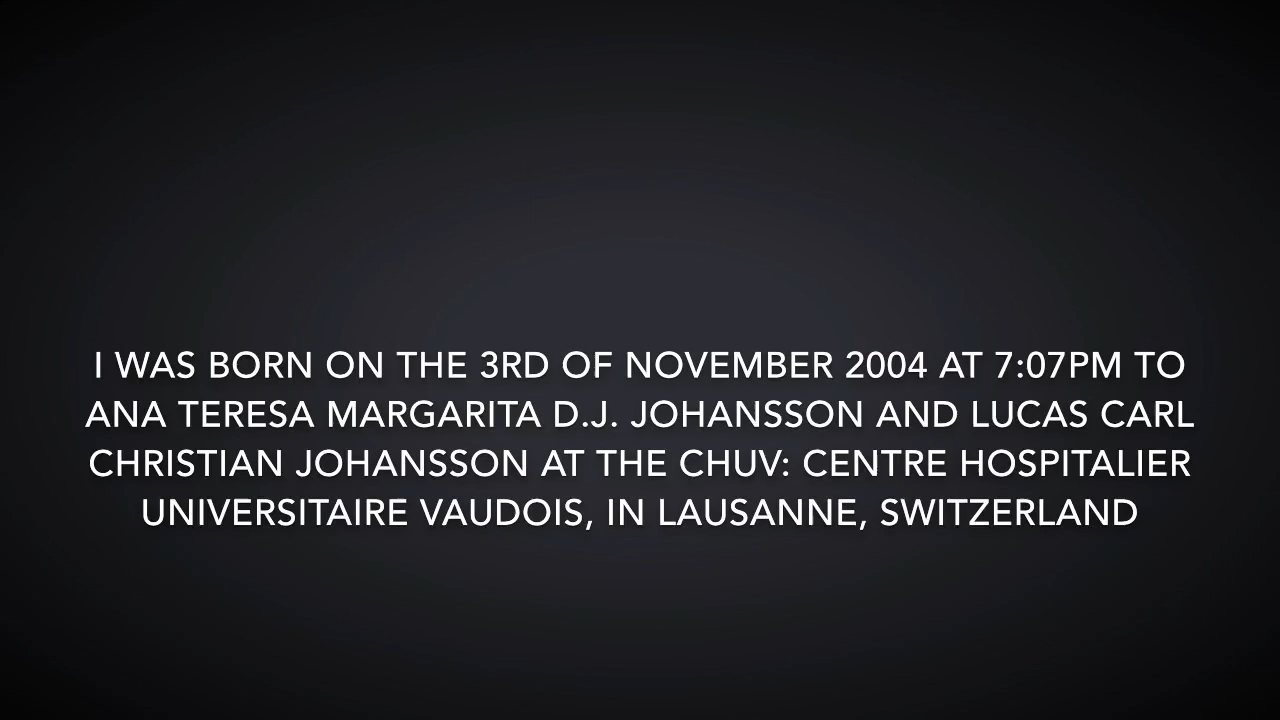 I WAS BORN ON THE 3RD OF NOVEMBER 2004 AT 7:07PM TO
ANA TERESA MARGARITA D.J. JOHANSSON AND LUCAS CARL
CHRISTIAN JOHANSSON AT THE CHUV: CENTRE HOSPITALIER
UNIVERSITAIRE VAUDOIS, IN LAUSANNE, SWITZERLAND